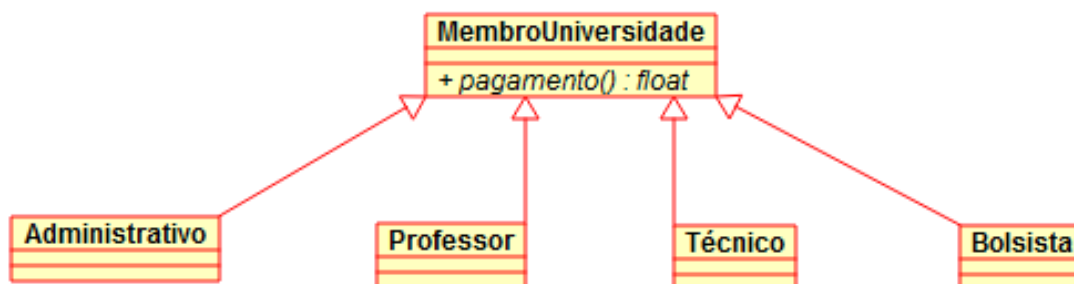 MembroUniversidade
+ pagamento() : float
Administrativo
Professor
Técnico
Bolsista